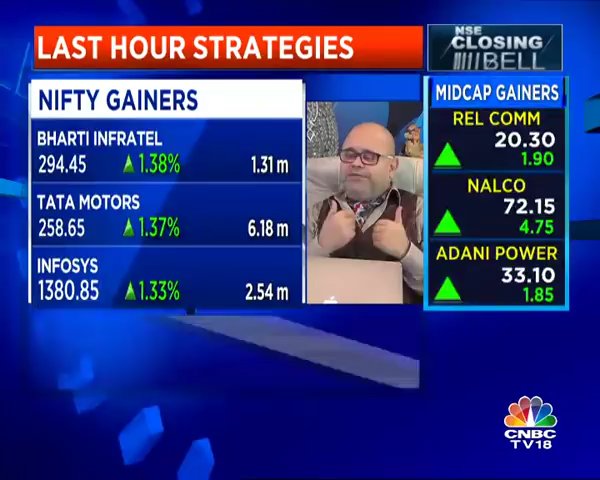 LAST HOUR STRATEGIES
NSE
CLOSING
BELL
NIFTY GAINERS
BHARTI INFRATEL
294.45 ▲1.38% 1.31 m
TATA MOTORS
258.65 ▲1.37% 6.18 m
INFOSYS
1380.85 ▲1.33% 2.54 m
MIDCAP GAINERS
REL COMM
20.30
▲ 1.90
NALCO
72.15
▲ 4.75
ADANI POWER
33.10
▲ 1.85
CNBC
TV18